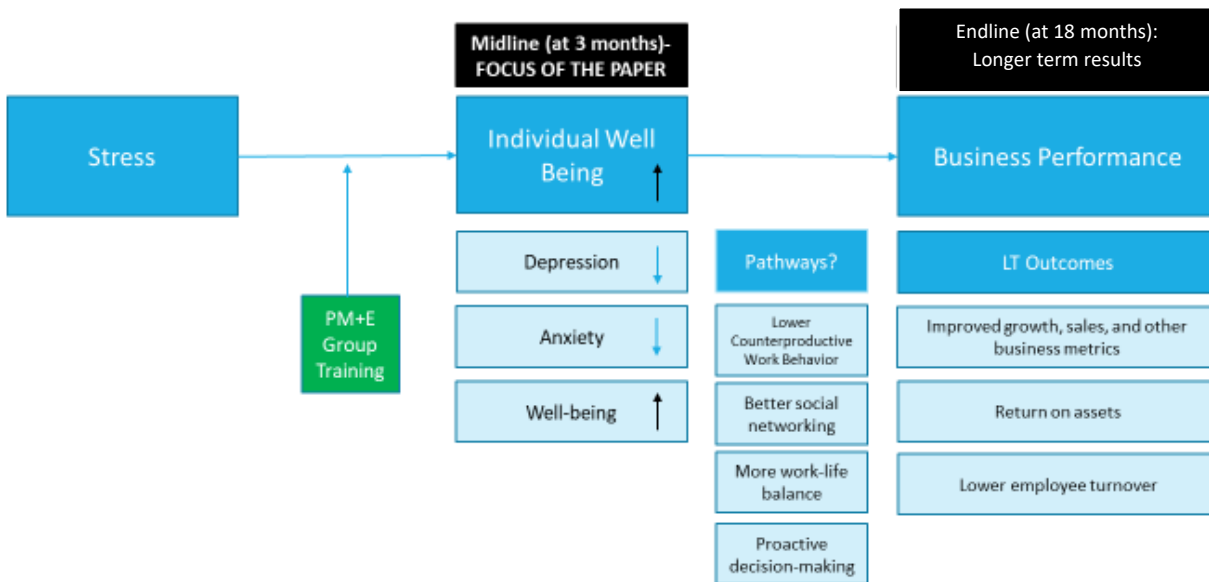 Midline (at 3 months)-
FOCUS OF THE PAPER
Endline (at 18 months):
Longer term results
Stress
Individual Well
Being
Business Performance
PM+E
Group
Training
Depression
Anxiety
Well-being
Pathways?
Lower
Counterproductive
Work Behavior
Better social
networking
More work-life
balance
Proactive
decision-making
LT Outcomes
Improved growth, sales, and other
business metrics
Return on assets
Lower employee turnover